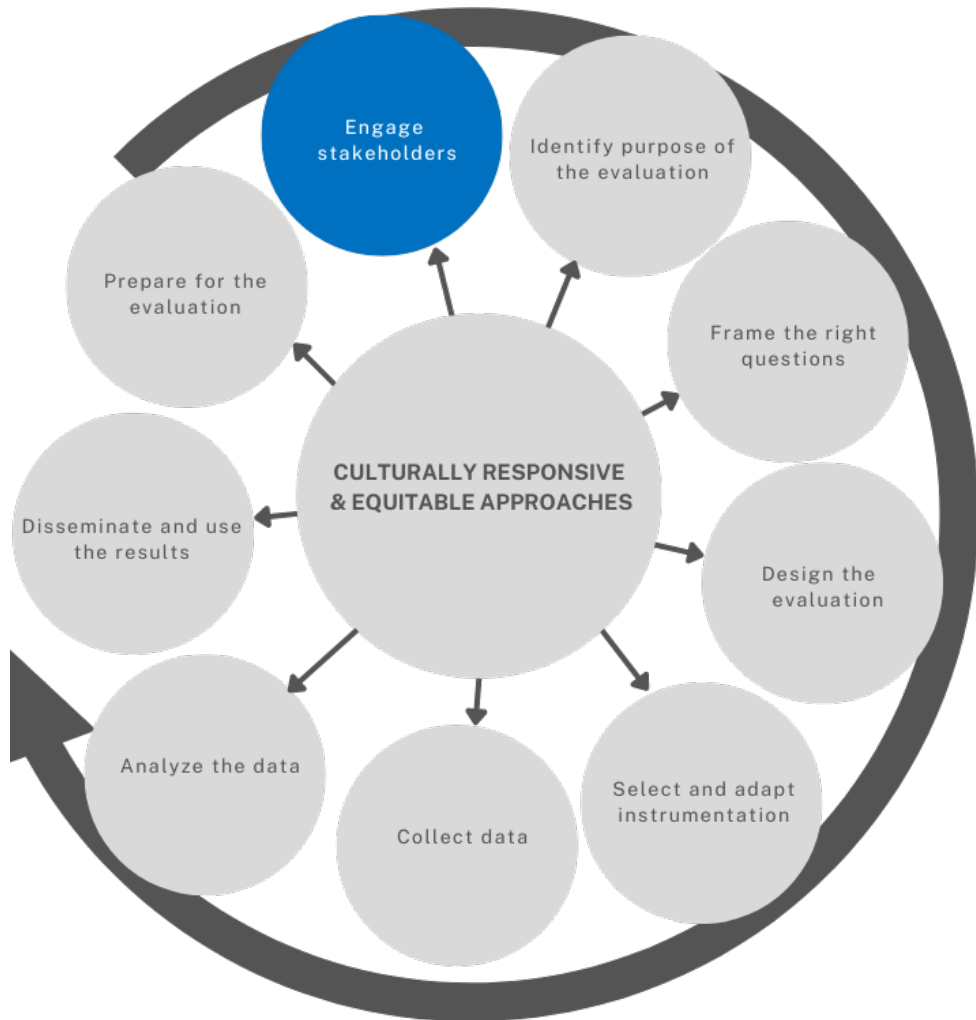 Engage
stakeholders
Identify purpose of
the evaluation
Frame the right
questions
Design the
evaluation
Select and adapt
instrumentation
Collect data
Analyze the data
Disseminate and use
the results
Prepare for the
evaluation
CULTURALLY RESPONSIVE
& EQUITABLE APPROACHES